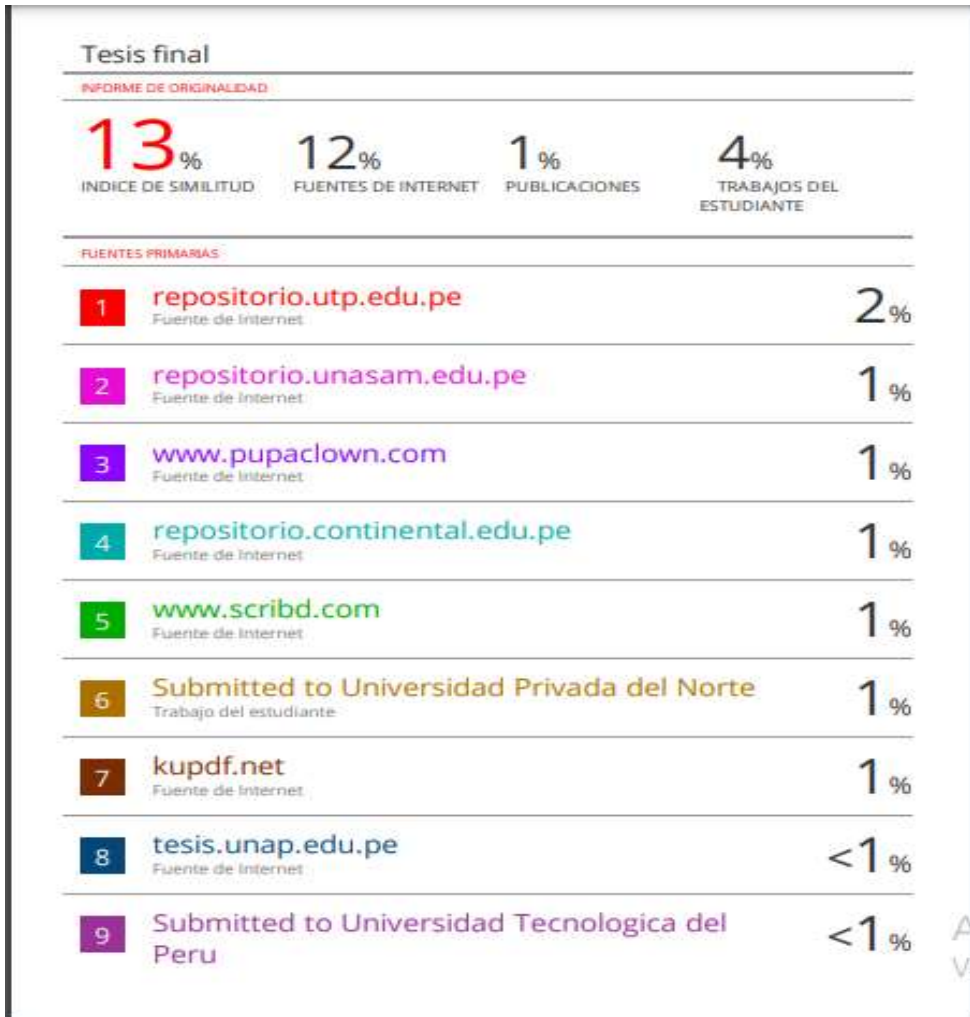 Tesis final
INFORME DE ORIGINALIDAD
13% 12% 1% 4%
INDICE DE SIMILITUD FUENTES DE INTERNET PUBLICACIONES TRABAJOS DEL
ESTUDIANTE
FUENTES PRIMARIAS
1 repositorio.utp.edu.pe 2%
Fuente de Internet
2 repositorio.unasam.edu.pe 1%
Fuente de Internet
3 www.pupaclown.com 1%
Fuente de Internet
4 repositorio.continental.edu.pe 1%
Fuente de Internet
5 www.scribd.com 1%
Fuente de Internet
6 Submitted to Universidad Privada del Norte 1%
Trabajo del estudiante
7 kupdf.net 1%
Fuente de Internet
8 tesis.unap.edu.pe <1%
Fuente de Internet
9 Submitted to Universidad Tecnologica del <1%
Peru